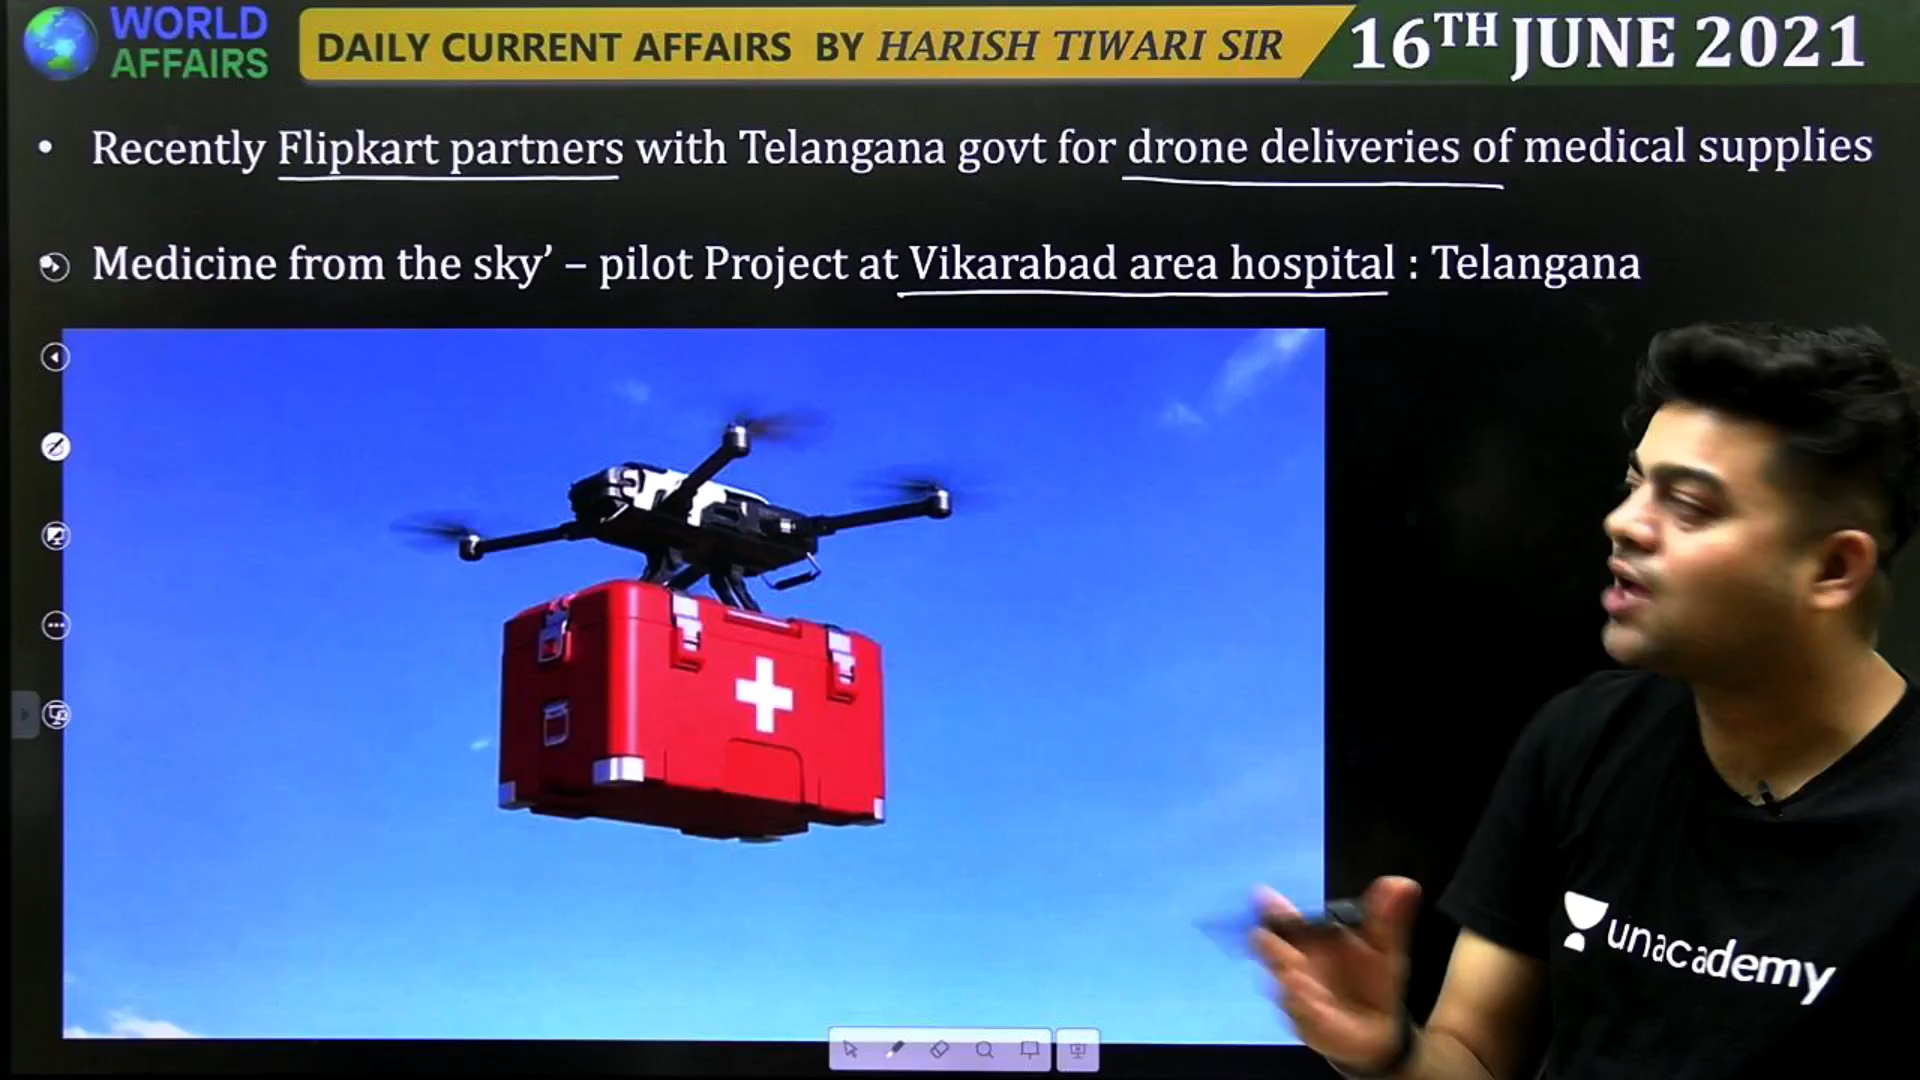 WORLD
AFFAIRS
DAILY CURRENT AFFAIRS BY HARISH TIWARI SIR
16TH JUNE 2021
• Recently Flipkart partners with Telangana govt for drone deliveries of medical supplies
Medicine from the sky’ – pilot Project at Vikarabad area hospital : Telangana
unacademy